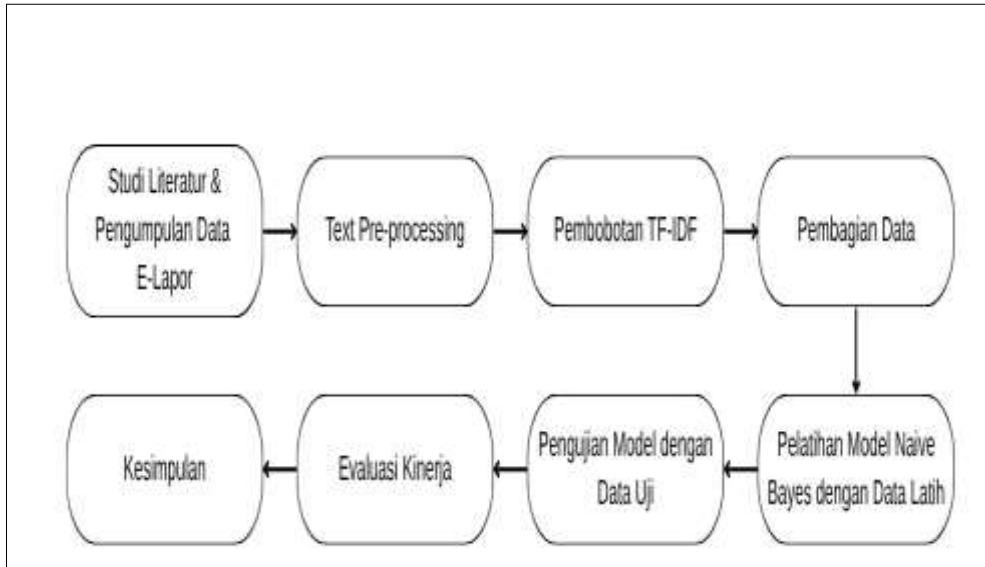 Studi Literatur &
Pengumpulan Data
E-Lapor
Text Pre-processing
Pembobotan TF-IDF
Pembagian Data
Pelatihan Model Naive
Bayes dengan Data Latih
Pengujian Model dengan
Data Uji
Evaluasi Kinerja
Kesimpulan